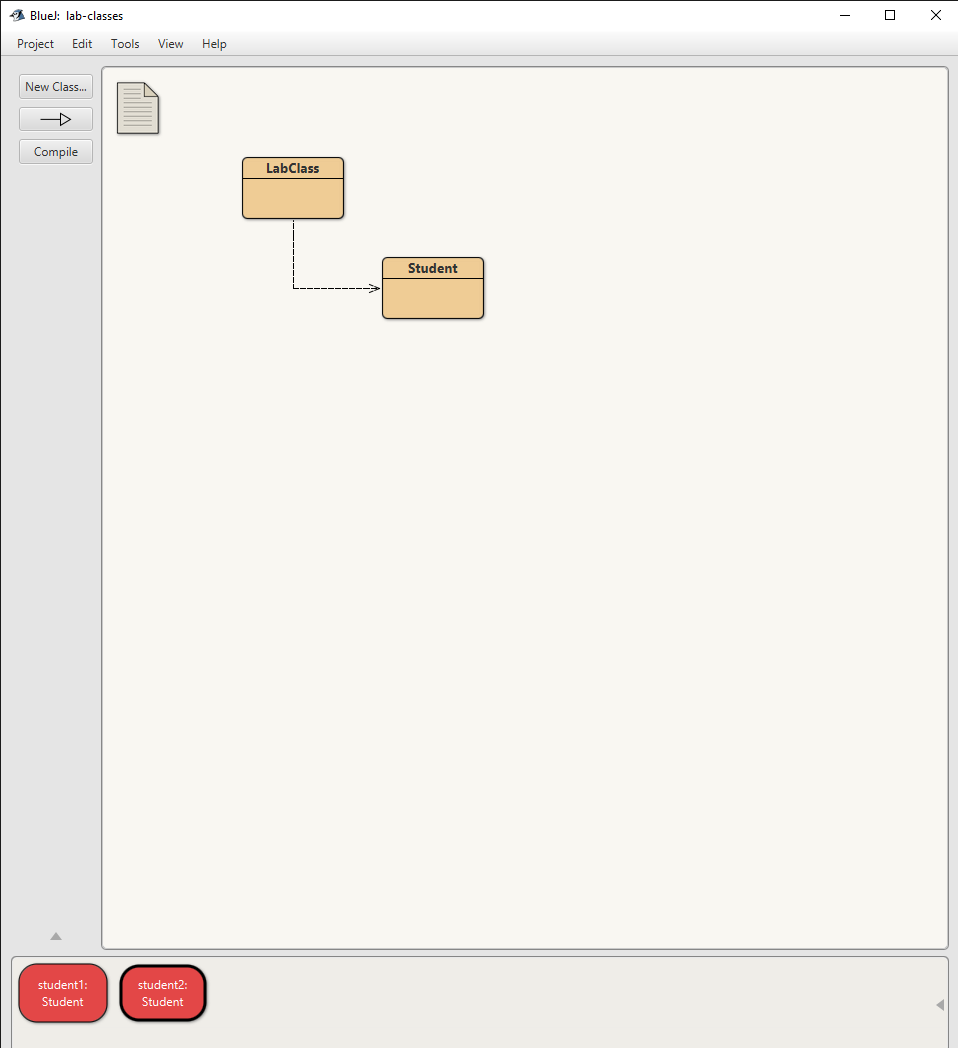 BlueJ: lab-classes
Project Edit Tools View Help
New Class...
Compile
LabClass
Student
student1:
Student
student2:
Student